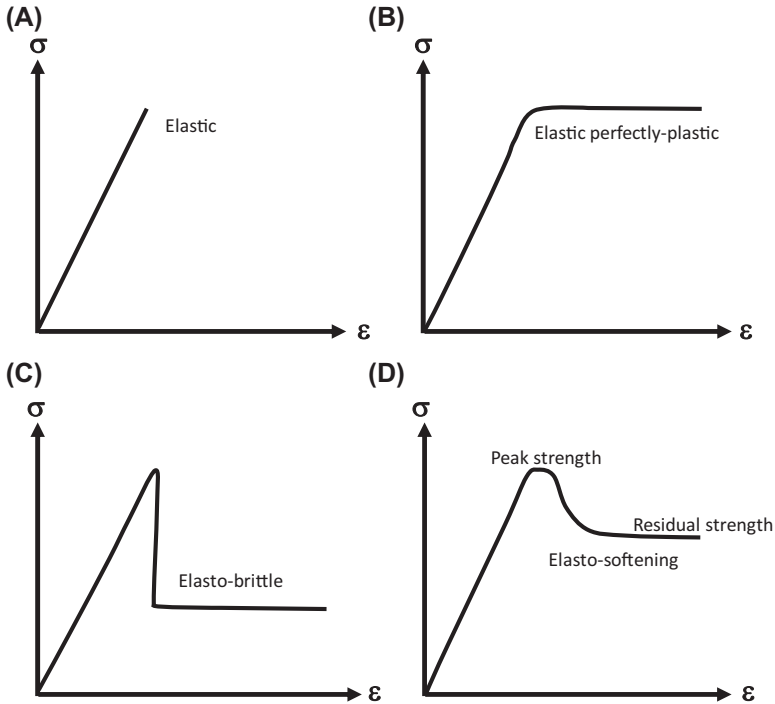 (A)
σ
Elastic
ε
(B)
σ
Elastic perfectly-plastic
ε
(C)
σ
Elasto-brittle
ε
(D)
σ
Peak strength
Residual strength
Elasto-softening
ε